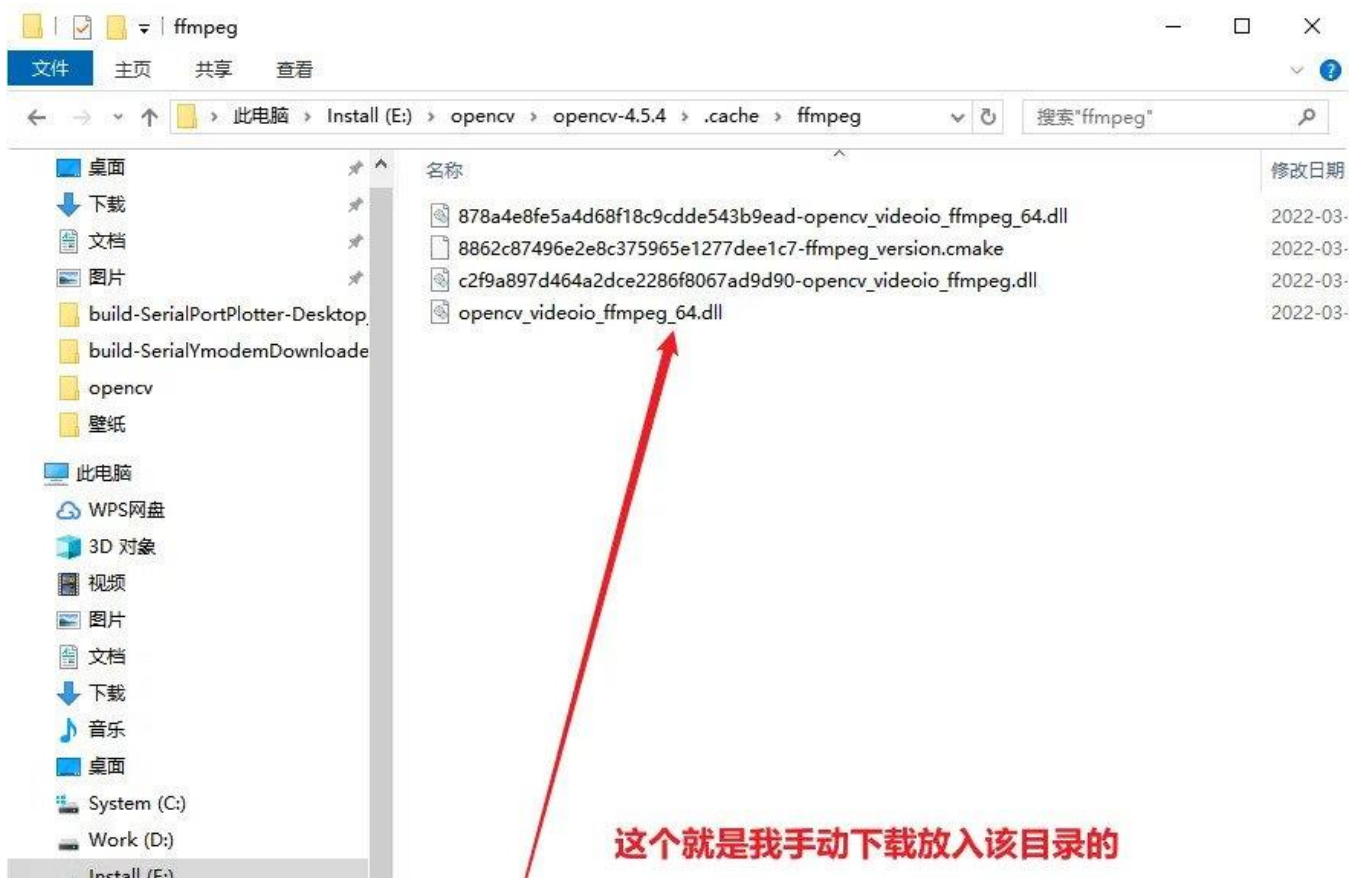 ffmpeg
文件 主页 共享 查看
此电脑 › Install (E:) › opencv › opencv-4.5.4 › .cache › ffmpeg
搜索"ffmpeg"
名称 修改日期
878a4e8fe5a4d68f18c9cdde543b9ead-opencv_videoio_ffmpeg_64.dll 2022-03-
8862c87496e2e8c375965e1277dee1c7-ffmpeg_version.cmake 2022-03-
c2f9a897d464a2dce2286f8067ad9d90-opencv_videoio_ffmpeg.dll 2022-03-
opencv_videoio_ffmpeg_64.dll 2022-03-
桌面
下载
文档
图片
build-SerialPortPlotter-Desktop_
build-SerialYmodemDownloade
opencv
壁纸
此电脑
WPS网盘
3D 对象
视频
图片
文档
下载
音乐
桌面
System (C:)
Work (D:)
Install (E:)
这个就是我手动下载放入该目录的